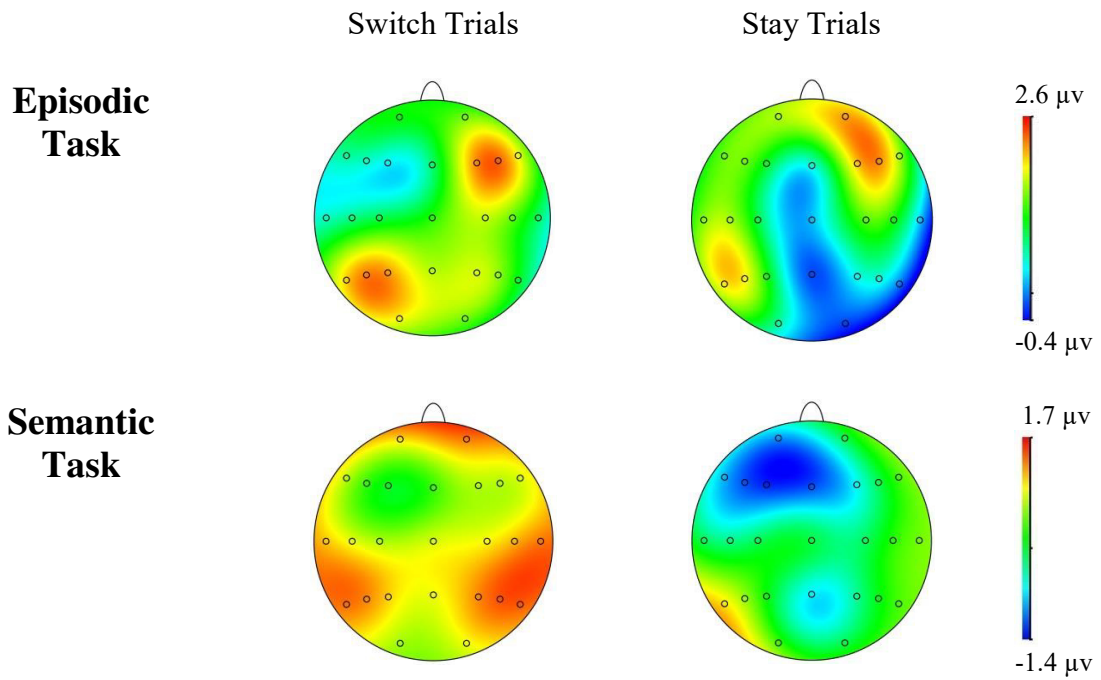 Switch Trials
Stay Trials
Episodic
Task
2.6 µv
-0.4 µv
Semantic
Task
1.7 µv
-1.4 µv